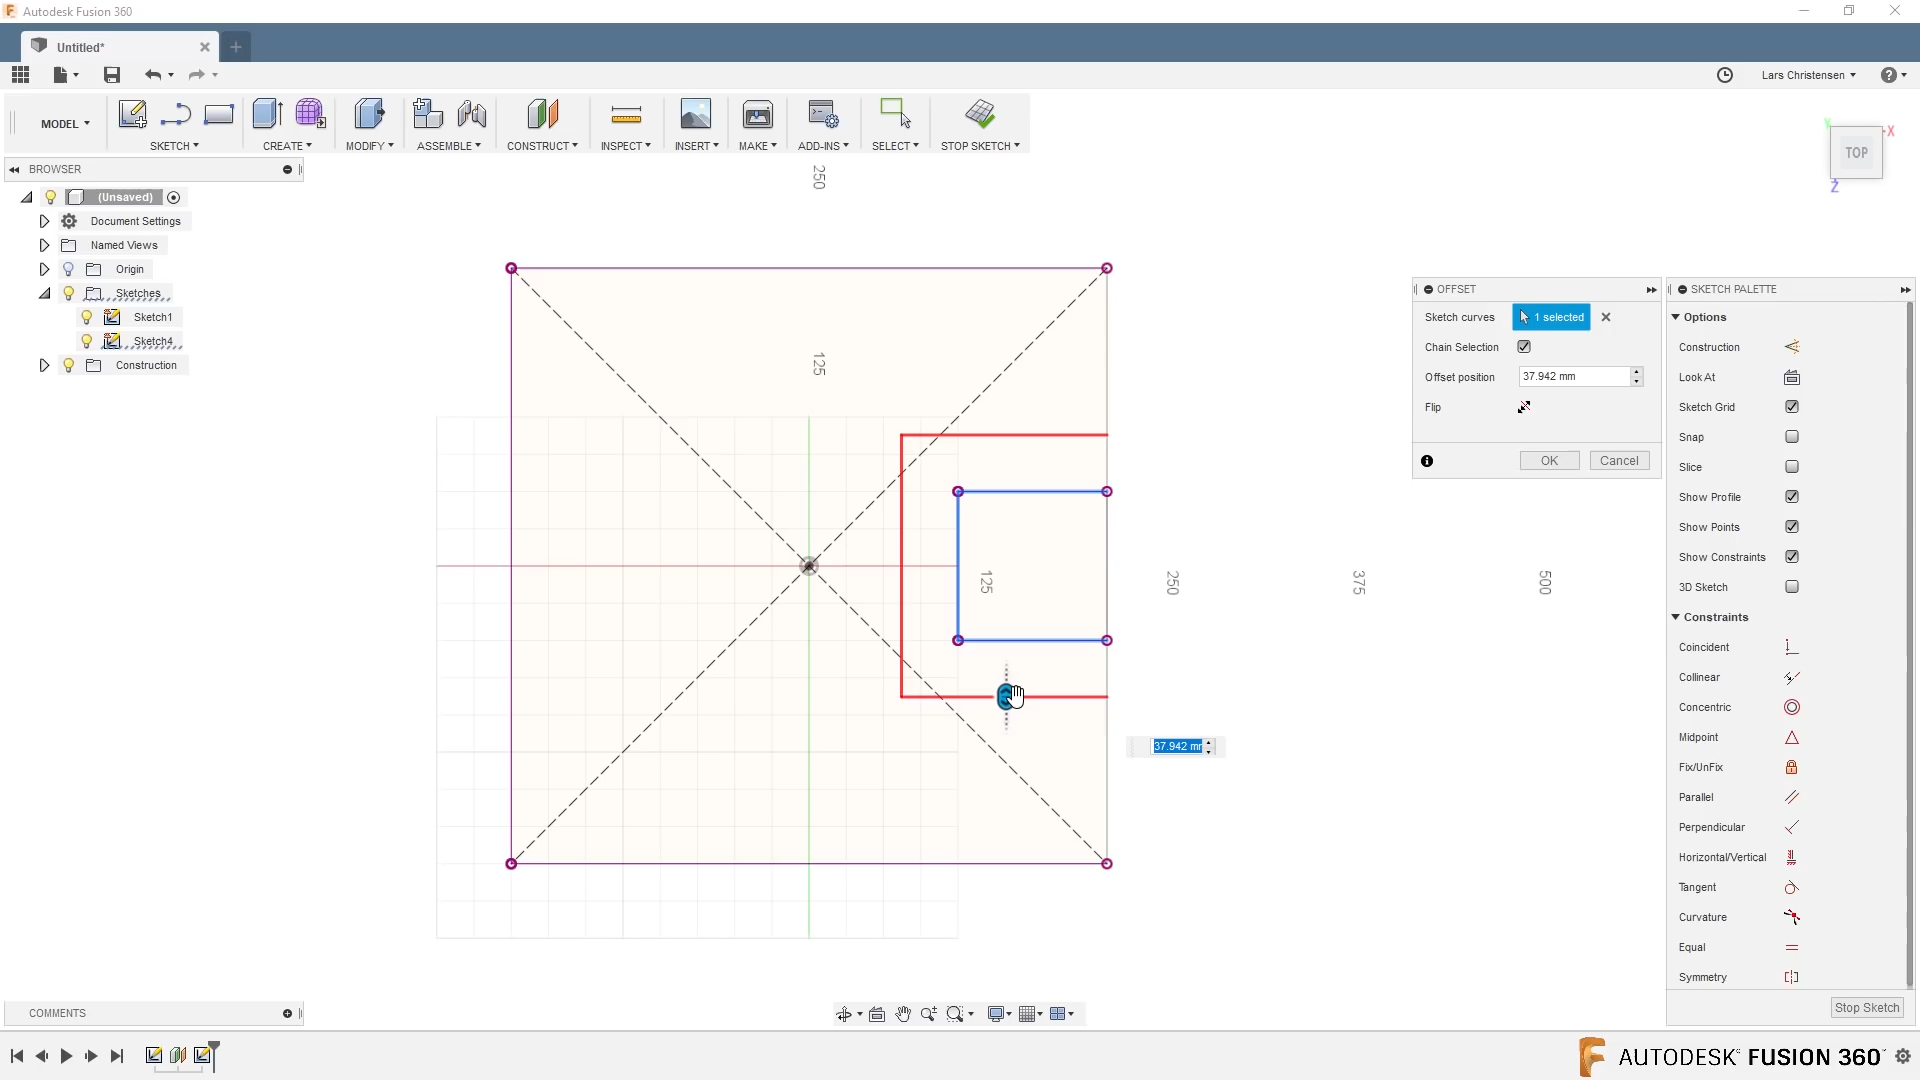 Autodesk Fusion 360
Untitled*
Lars Christensen
MODEL
SKETCH
CREATE
MODIFY
ASSEMBLE
CONSTRUCT
INSPECT
INSERT
MAKE
ADD-INS
SELECT
STOP SKETCH
BROWSER
(Unsaved)
Document Settings
Named Views
Origin
Sketches
Sketch1
Sketch4
Construction
250
125
125
250
375
500
37.942 mm
X
Y
Z
TOP
OFFSET
Sketch curves 1 selected
Chain Selection
Offset position 37.942 mm
Flip
OK Cancel
SKETCH PALETTE
Options
Construction
Look At
Sketch Grid
Snap
Slice
Show Profile
Show Points
Show Constraints
3D Sketch
Constraints
Coincident
Collinear
Concentric
Midpoint
Fix/UnFix
Parallel
Perpendicular
Horizontal/Vertical
Tangent
Curvature
Equal
Symmetry
Stop Sketch
COMMENTS
AUTODESK FUSION 360